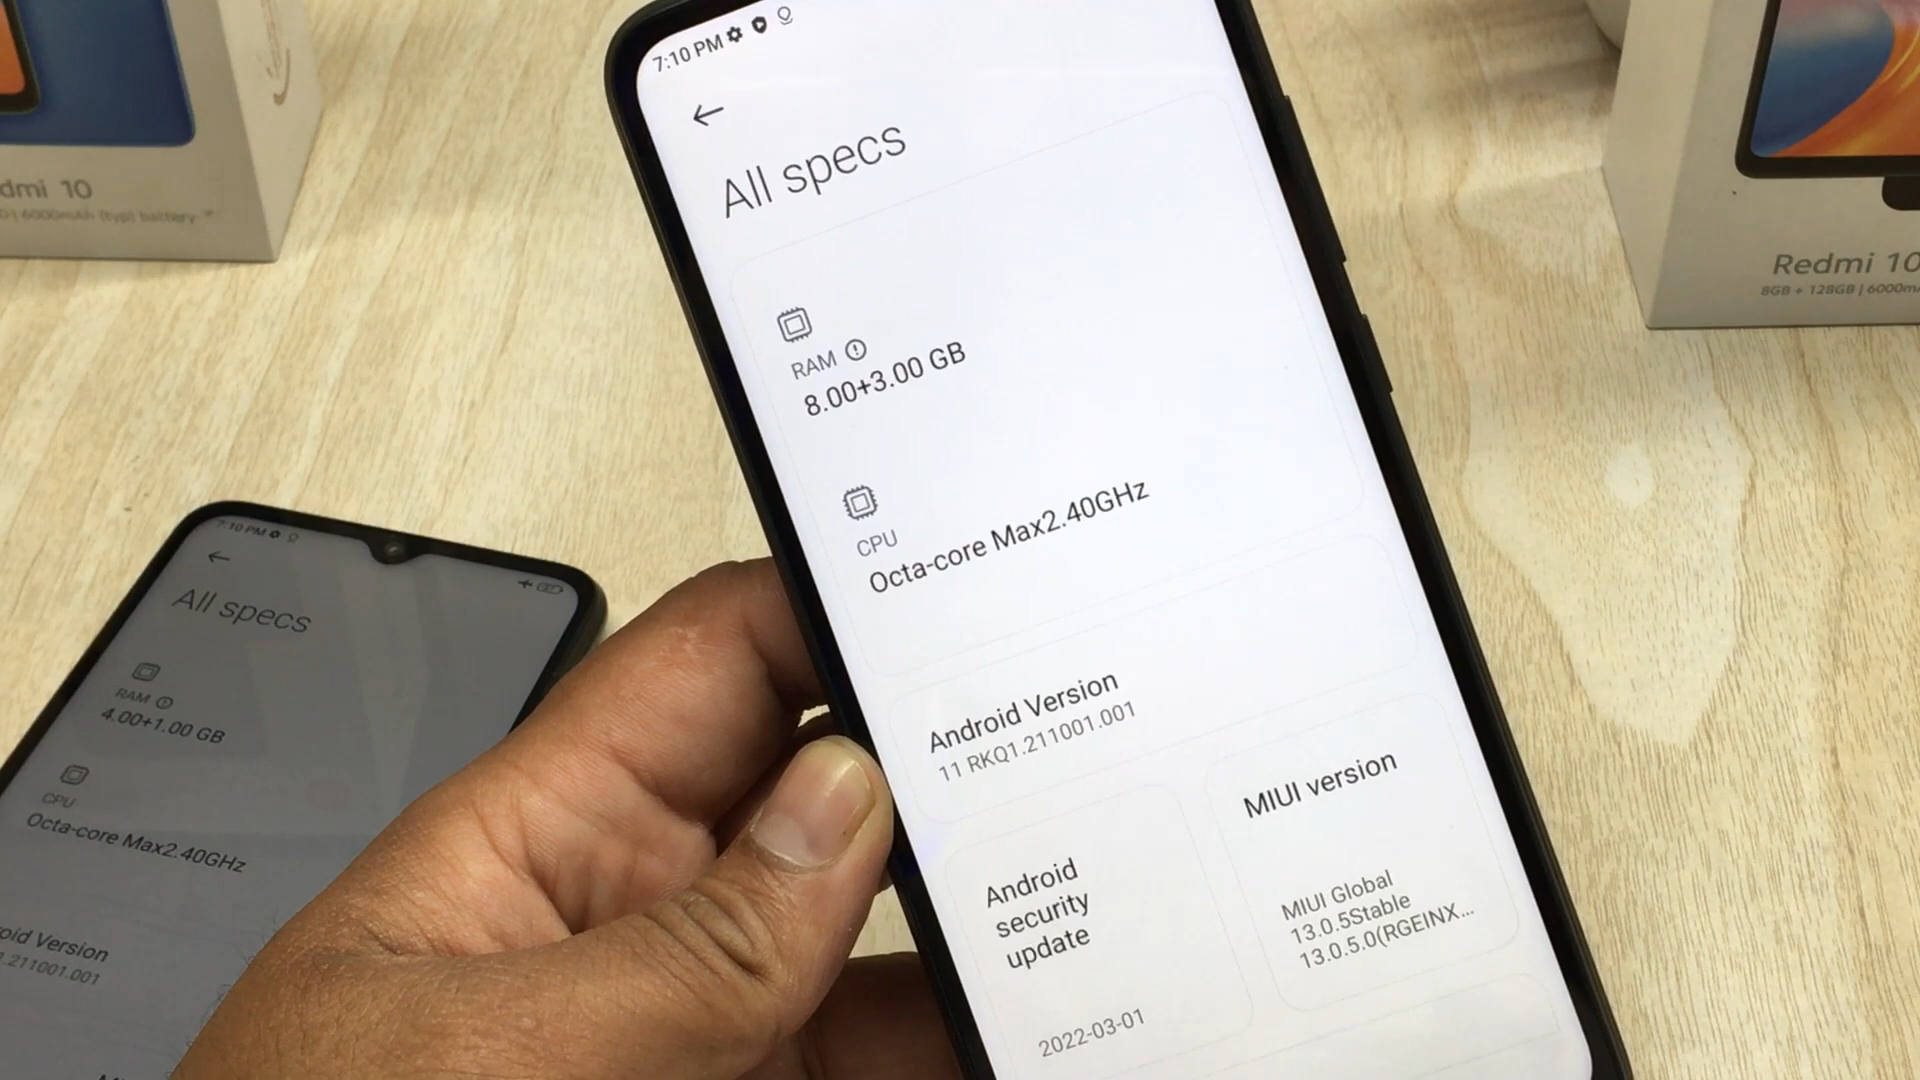 7:10 PM
All specs
RAM
8.00+3.00 GB
CPU
Octa-core Max2.40GHz
Android Version
11 RKQ1.211001.001
Android
security
update
2022-03-01
MIUI version
MIUI Global
13.0.5Stable
13.0.5.0(RGEINX...
7:10 PM
All specs
RAM
4.00+1.00 GB
CPU
Octa-core Max2.40GHz
oid Version
.211001.001
dmi 10
6000mAh (typ) battery
Redmi 10
8GB + 128GB | 6000m